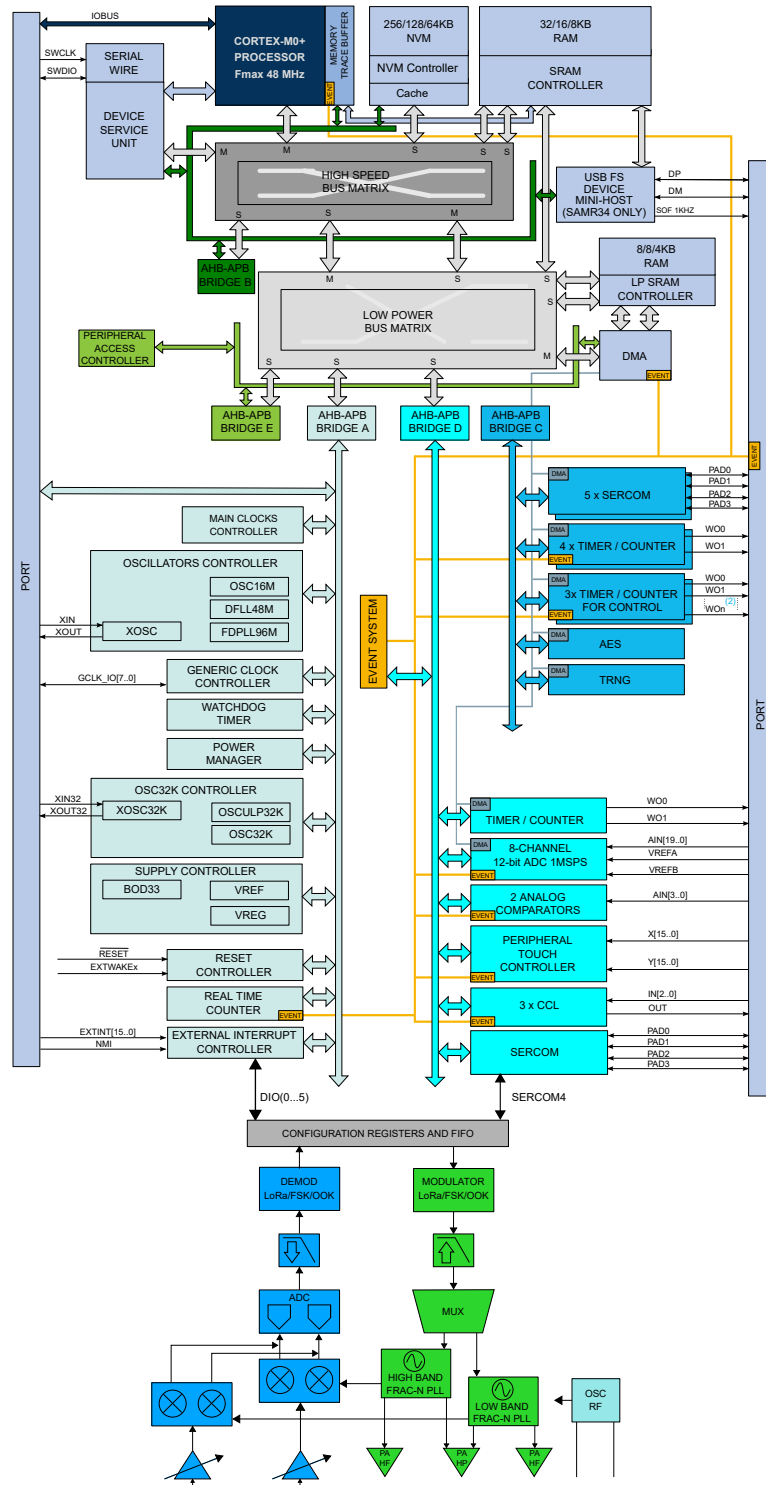 IOBUS
SWCLK
SWDIO
SERIAL
WIRE
DEVICE
SERVICE
UNIT
CORTEX-M0+
PROCESSOR
Fmax 48 MHz
MEMORY
TRACE BUFFER
EVENT
256/128/64KB
NVM
NVM Controller
Cache
32/16/8KB
RAM
SRAM
CONTROLLER
M
M
S
S
S
HIGH SPEED
BUS MATRIX
S
S
M
USB FS
DEVICE
MINI-HOST
(SAMR34 ONLY)
DP
DM
SOF 1KHZ
AHB-APB
BRIDGE B
8/8/4KB
RAM
LP SRAM
CONTROLLER
M
S
S
S
S
LOW POWER
BUS MATRIX
M
S
S
S
PERIPHERAL
ACCESS
CONTROLLER
DMA
EVENT
AHB-APB
BRIDGE E
AHB-APB
BRIDGE A
AHB-APB
BRIDGE D
AHB-APB
BRIDGE C
EVENT
PORT
PORT
DMA
5 x SERCOM
PAD0
PAD1
PAD2
PAD3
MAIN CLOCKS
CONTROLLER
DMA
4 x TIMER / COUNTER
EVENT
WO0
WO1
OSCILLATORS CONTROLLER
OSC16M
DFLL48M
FDPLL96M
XOSC
XIN
XOUT
DMA
3x TIMER / COUNTER
FOR CONTROL
EVENT
WO0
WO1
(2)
WOn
EVENT SYSTEM
DMA
AES
DMA
TRNG
GCLK_IO[7..0]
GENERIC CLOCK
CONTROLLER
WATCHDOG
TIMER
POWER
MANAGER
OSC32K CONTROLLER
XIN32
XOUT32
XOSC32K
OSCULP32K
OSC32K
DMA
TIMER / COUNTER
WO0
WO1
DMA
8-CHANNEL
12-bit ADC 1MSPS
EVENT
AIN[19..0]
VREFA
VREFB
SUPPLY CONTROLLER
BOD33
VREF
VREG
2 ANALOG
COMPARATORS
EVENT
AIN[3..0]
RESET
EXTWAKEx
RESET
CONTROLLER
PERIPHERAL
TOUCH
CONTROLLER
EVENT
X[15..0]
Y[15..0]
REAL TIME
COUNTER
EVENT
3 x CCL
EVENT
IN[2..0]
OUT
EXTINT[15..0]
NMI
EXTERNAL INTERRUPT
CONTROLLER
SERCOM
PAD0
PAD1
PAD2
PAD3
DIO(0...5)
SERCOM4
CONFIGURATION REGISTERS AND FIFO
DEMOD
LoRa/FSK/OOK
MODULATOR
LoRa/FSK/OOK
ADC
MUX
HIGH BAND
FRAC-N PLL
LOW BAND
FRAC-N PLL
OSC
RF
PA
HF
PA
HP
PA
HF